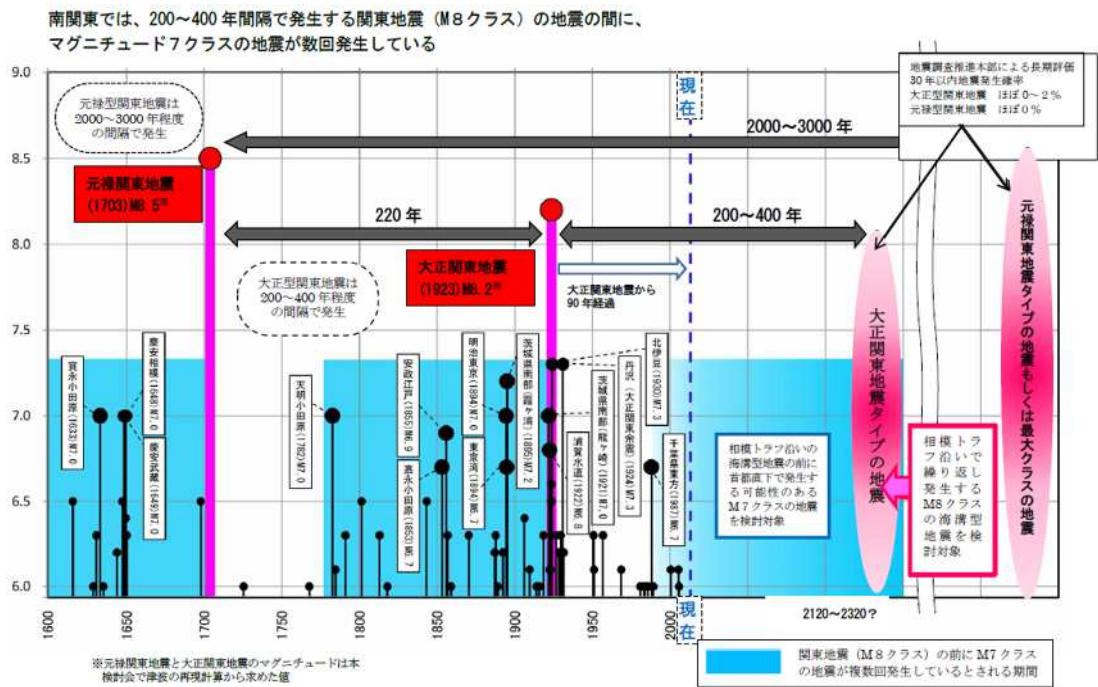 南関東では、200～400年間隔で発生する関東地震（M８クラス）の地震の間に、
マグニチュード７クラスの地震が数回発生している
9.0
8.5
8.0
7.5
7.0
6.5
6.0
元禄型関東地震は
2000～3000年程度
の間隔で発生
元禄関東地震
(1703)M8.5※
現在
地震調査推進本部による長期評価
30年以内地震発生確率
大正型関東地震　ほぼ0～2％
元禄型関東地震　ほぼ0％
2000～3000年
220年
200～400年
大正型関東地震は
200～400年程度
の間隔で発生
大正関東地震
(1923)M8.2※
大正関東地震から
90年経過
寛永小田原(1633)M7.0
慶安相模(1648)M7.0
慶安武蔵(1649)M7.0
天明小田原(1782)M7.0
安政江戸(1855)M6.9
嘉永小田原(1853)M6.7
明治東京(1894)M7.0
東京湾(1894)M6.7
茨城県南部(霞ヶ浦)(1895)M7.2
浦賀水道(1922)M6.8
茨城県南部(龍ヶ崎)(1921)M7.0
丹沢(大正関東余震)(1924)M7.3
北伊豆(1930)M7.3
千葉県東方(1987)M6.7
相模トラフ沿いの
海溝型地震の前に
首都直下で発生す
る可能性のある
M7クラスの地震
を検討対象
大正関東地震タイプの地震
相模トラ
フ沿いで
繰り返し
発生する
M8クラス
の海溝型
地震を検
討対象
元禄関東地震タイプの地震もしくは最大クラスの地震
1600
1650
1700
1750
1800
1850
1900
1950
2000
現在
2120～2320？
※元禄関東地震と大正関東地震のマグニチュードは本
検討会で津波の再現計算から求めた値
関東地震（M８クラス）の前にM7クラス
の地震が複数回発生しているとされる期間